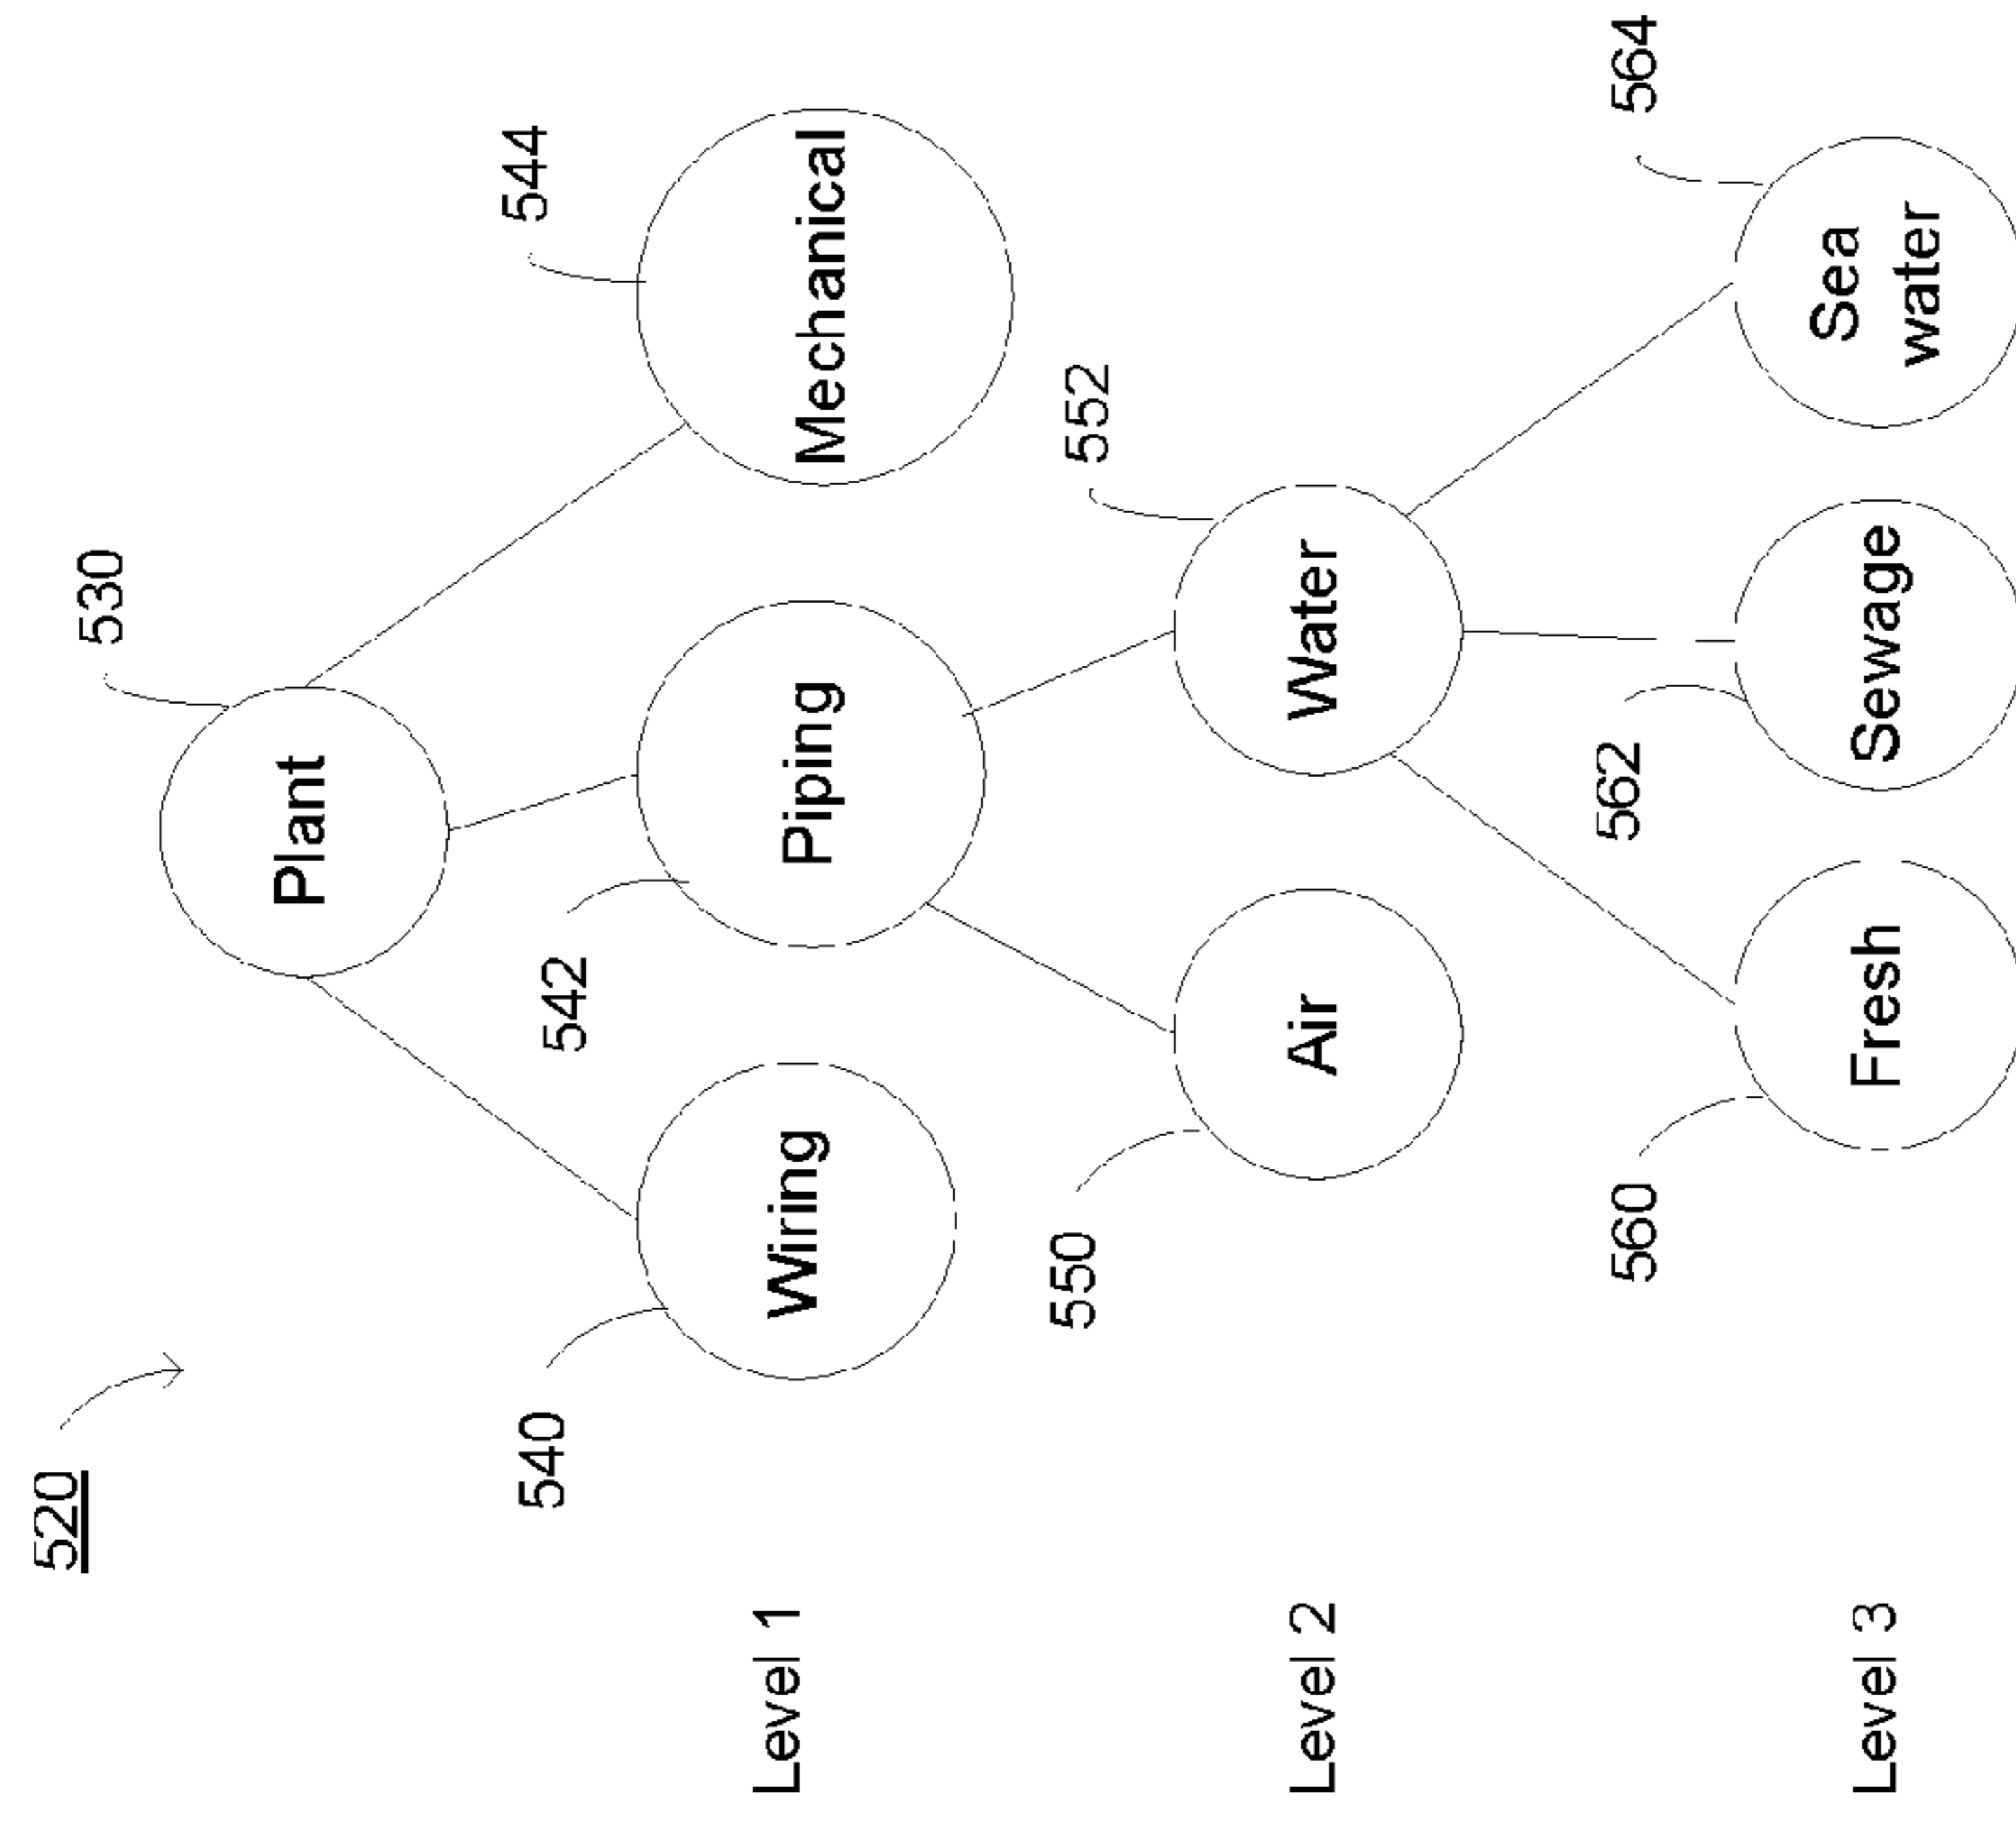 520
530
Plant
540
542
544
Level 1
Wiring
Piping
Mechanical
550
552
Level 2
Air
Water
560
562
564
Level 3
Fresh
Sewage
Sea
water